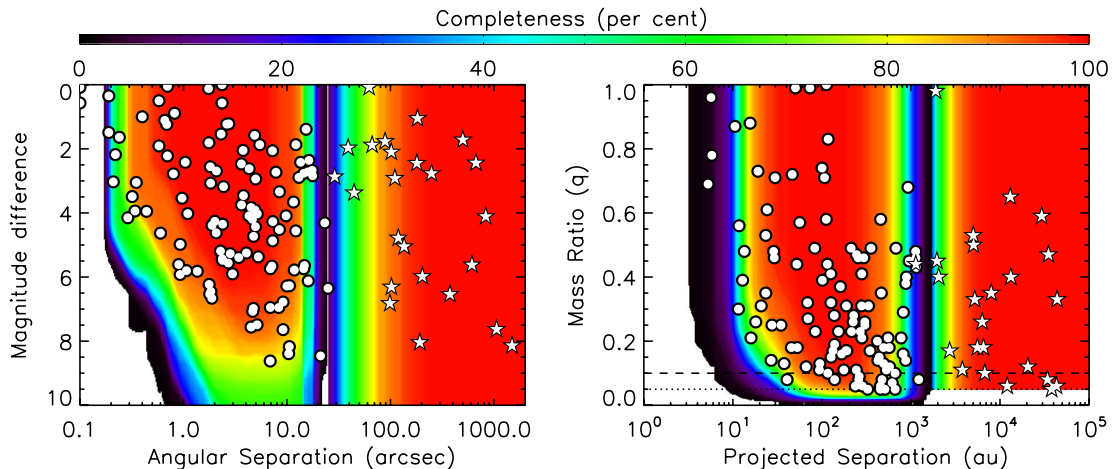 Completeness (per cent)
0 20 40 60 80 100
Magnitude difference
0
2
4
6
8
10
0.1 1.0 10.0 100.0 1000.0
Angular Separation (arcsec)
Mass Ratio (q)
1.0
0.8
0.6
0.4
0.2
0.0
10^0 10^1 10^2 10^3 10^4 10^5
Projected Separation (au)